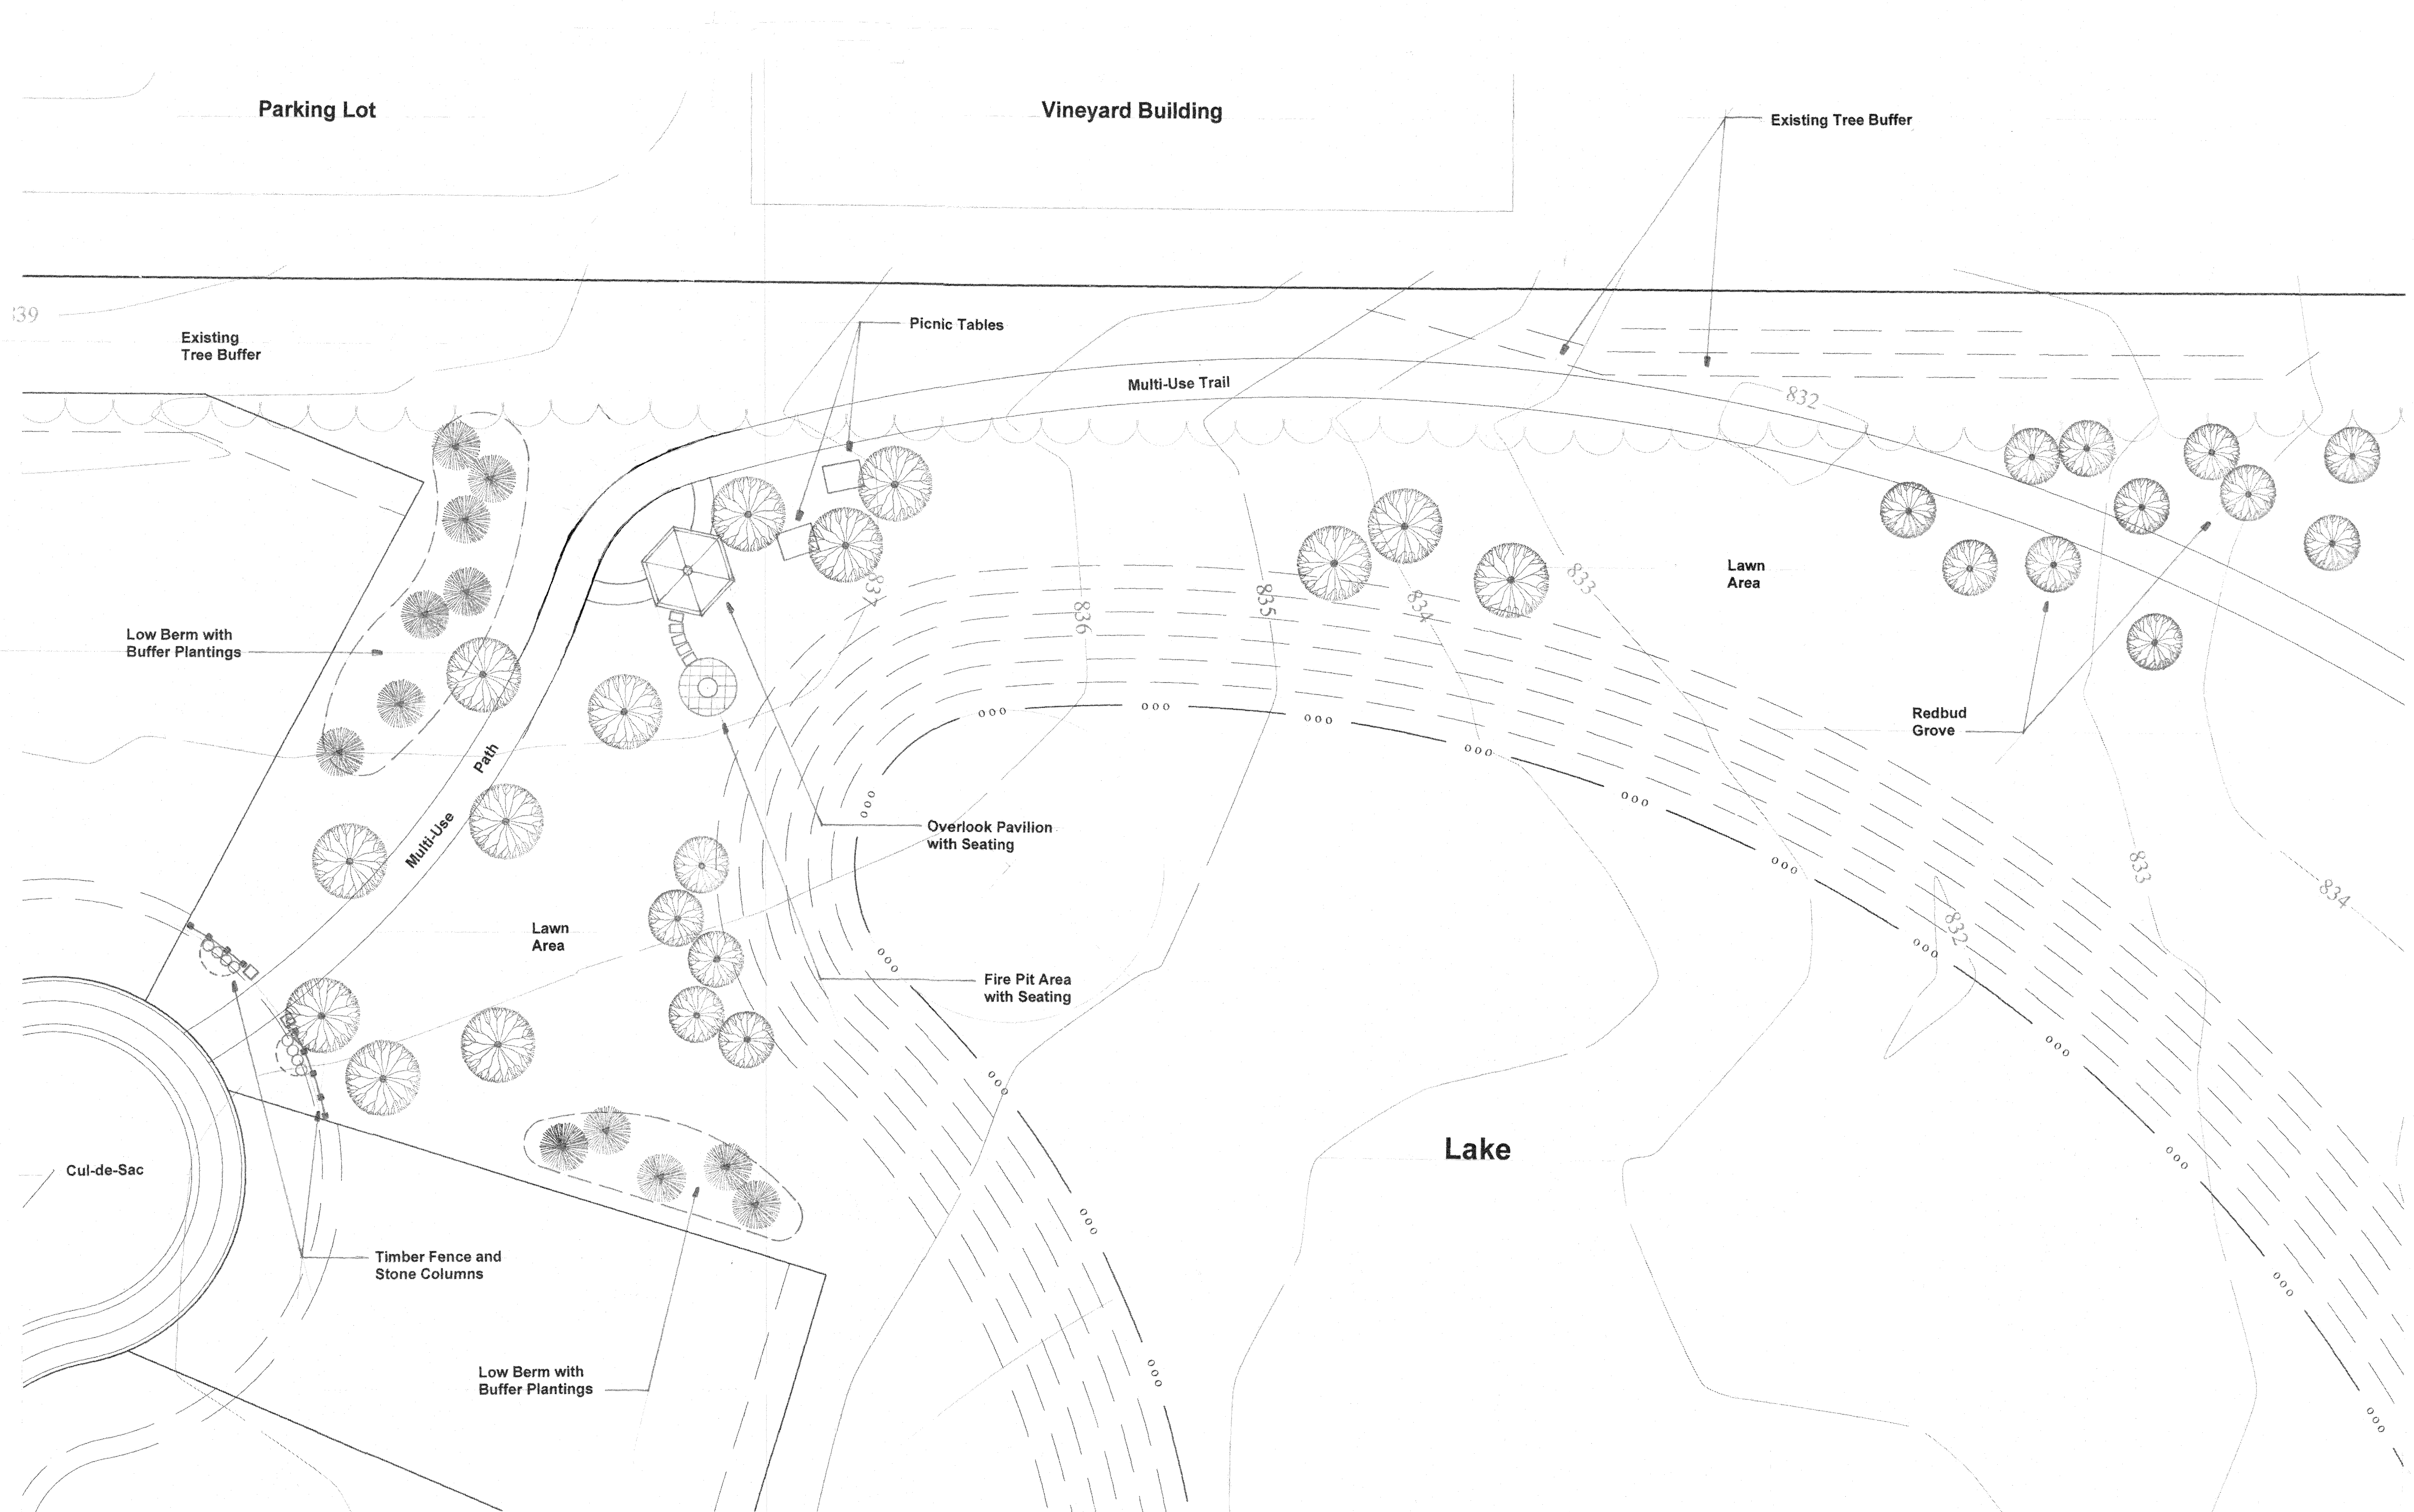 Parking Lot
Vineyard Building
Existing Tree Buffer
39
Existing
Tree Buffer
Picnic Tables
Multi-Use Trail
832
Lawn
Area
833
834
835
836
837
Low Berm with
Buffer Plantings
Redbud
Grove
Multi-Use Path
Overlook Pavilion
with Seating
833
834
832
Lawn
Area
Fire Pit Area
with Seating
Lake
Cul-de-Sac
Timber Fence and
Stone Columns
Low Berm with
Buffer Plantings